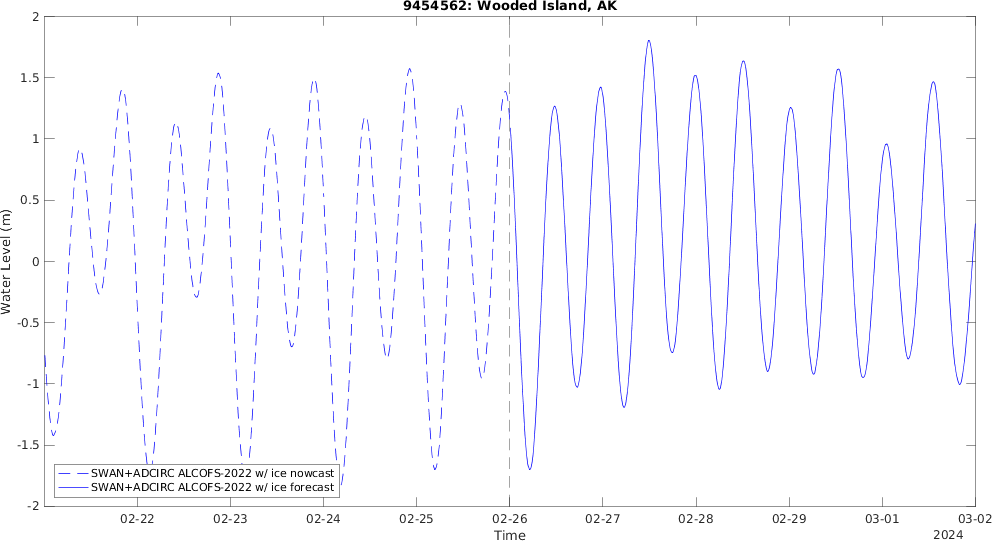 9454562: Wooded Island, AK
Water Level (m)
2
1.5
1
0.5
0
-0.5
-1
-1.5
-2
SWAN+ADCIRC ALCOFS-2022 w/ ice nowcast
SWAN+ADCIRC ALCOFS-2022 w/ ice forecast
02-22 02-23 02-24 02-25 02-26 02-27 02-28 02-29 03-01 03-02
Time
2024